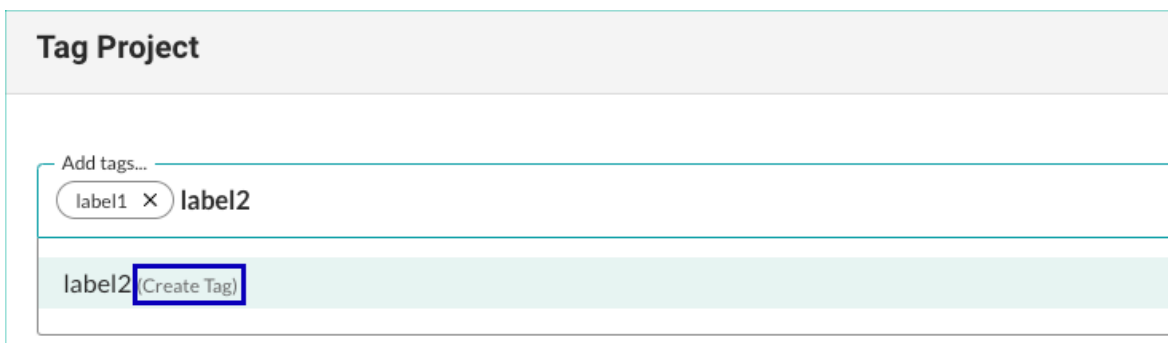 Tag Project
Add tags...
label1 × label2
label2 (Create Tag)